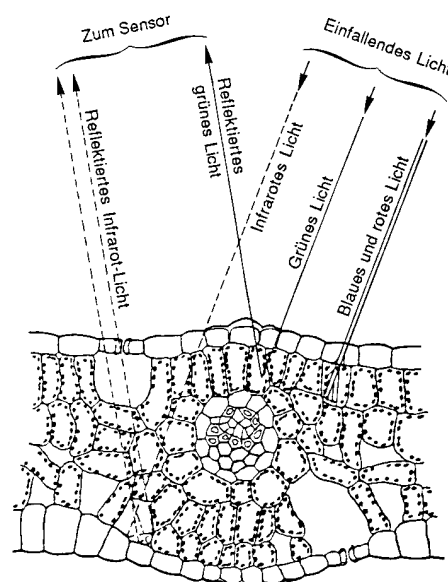 Zum Sensor
Einfallendes Licht
Reflektiertes Infrarot-Licht
Reflektiertes
grünes Licht
Infrarotes Licht
Grünes Licht
Blaues und rotes Licht